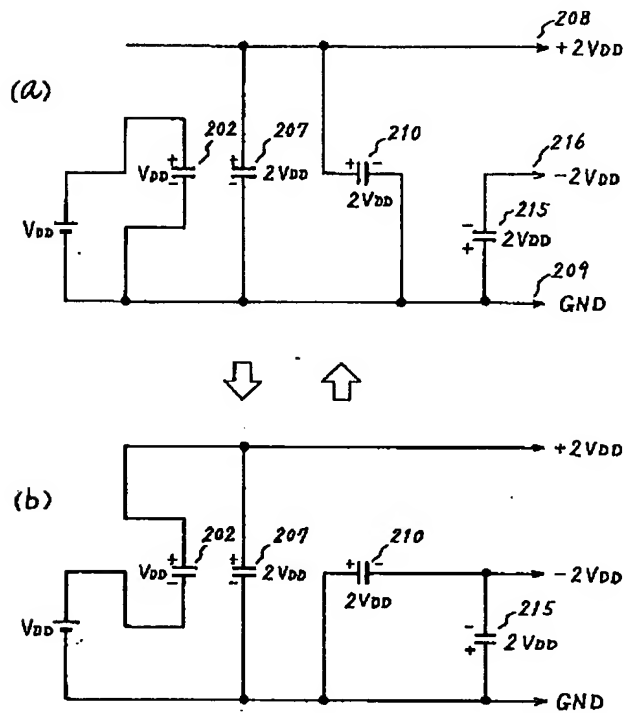 208
+2VDD
(a)
202
207
210
216
VDD
+
-
+
-
2VDD
+ -
2VDD
-2VDD
VDD
-
+
215
2VDD
209
GND
+2VDD
(b)
202
207
210
VDD
+
-
+
-
2VDD
+ -
2VDD
-2VDD
215
VDD
-
+
2VDD
GND